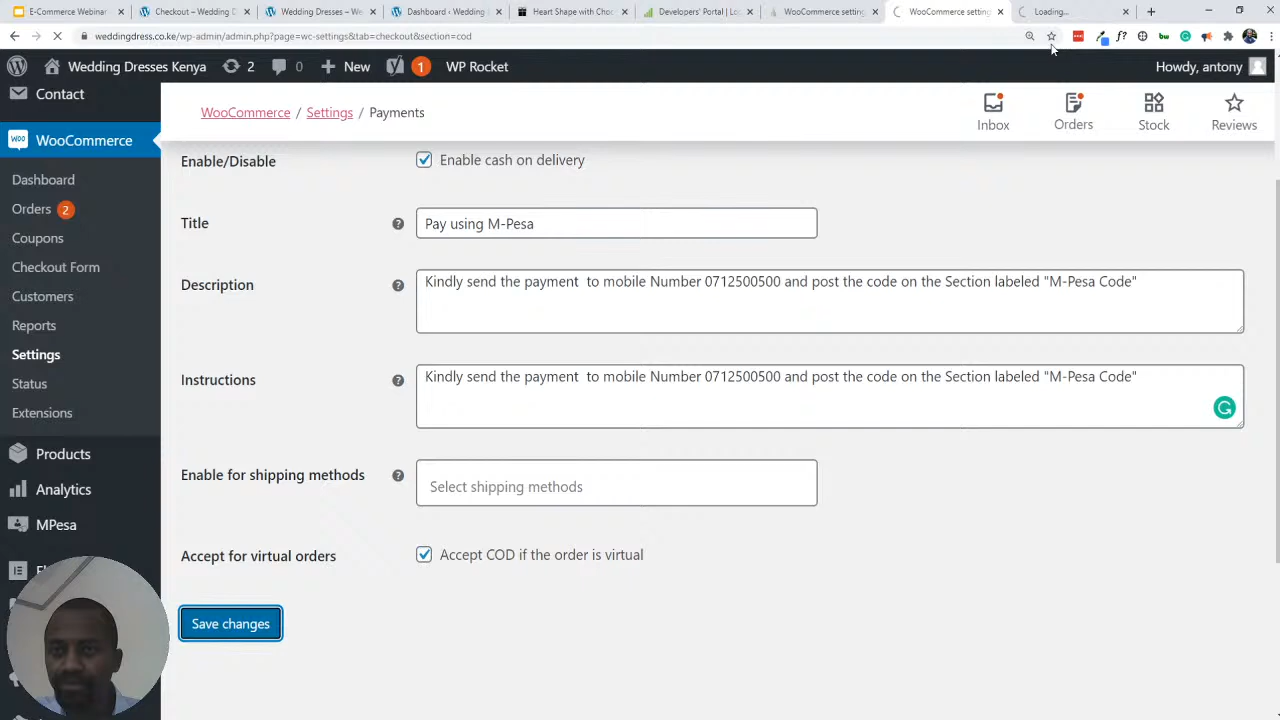 E-Commerce Webinar
Checkout – Wedding D
Wedding Dresses – We
Dashboard ‹ Wedding
Heart Shape with Choc
Developers' Portal | Lo
WooCommerce settin
WooCommerce settin
Loading...
weddingdress.co.ke/wp-admin/admin.php?page=wc-settings&tab=checkout&section=cod
Wedding Dresses Kenya
2
0
New
1
WP Rocket
Howdy, antony
Contact
WooCommerce / Settings / Payments
Inbox
Orders
Stock
Reviews
WooCommerce
Dashboard
Orders 2
Coupons
Checkout Form
Customers
Reports
Settings
Status
Extensions
Products
Analytics
MPesa
Enable/Disable
Enable cash on delivery
Title
Pay using M-Pesa
Description
Kindly send the payment  to mobile Number 0712500500 and post the code on the Section labeled "M-Pesa Code"
Instructions
Kindly send the payment  to mobile Number 0712500500 and post the code on the Section labeled "M-Pesa Code"
Enable for shipping methods
Select shipping methods
Accept for virtual orders
Accept COD if the order is virtual
Save changes